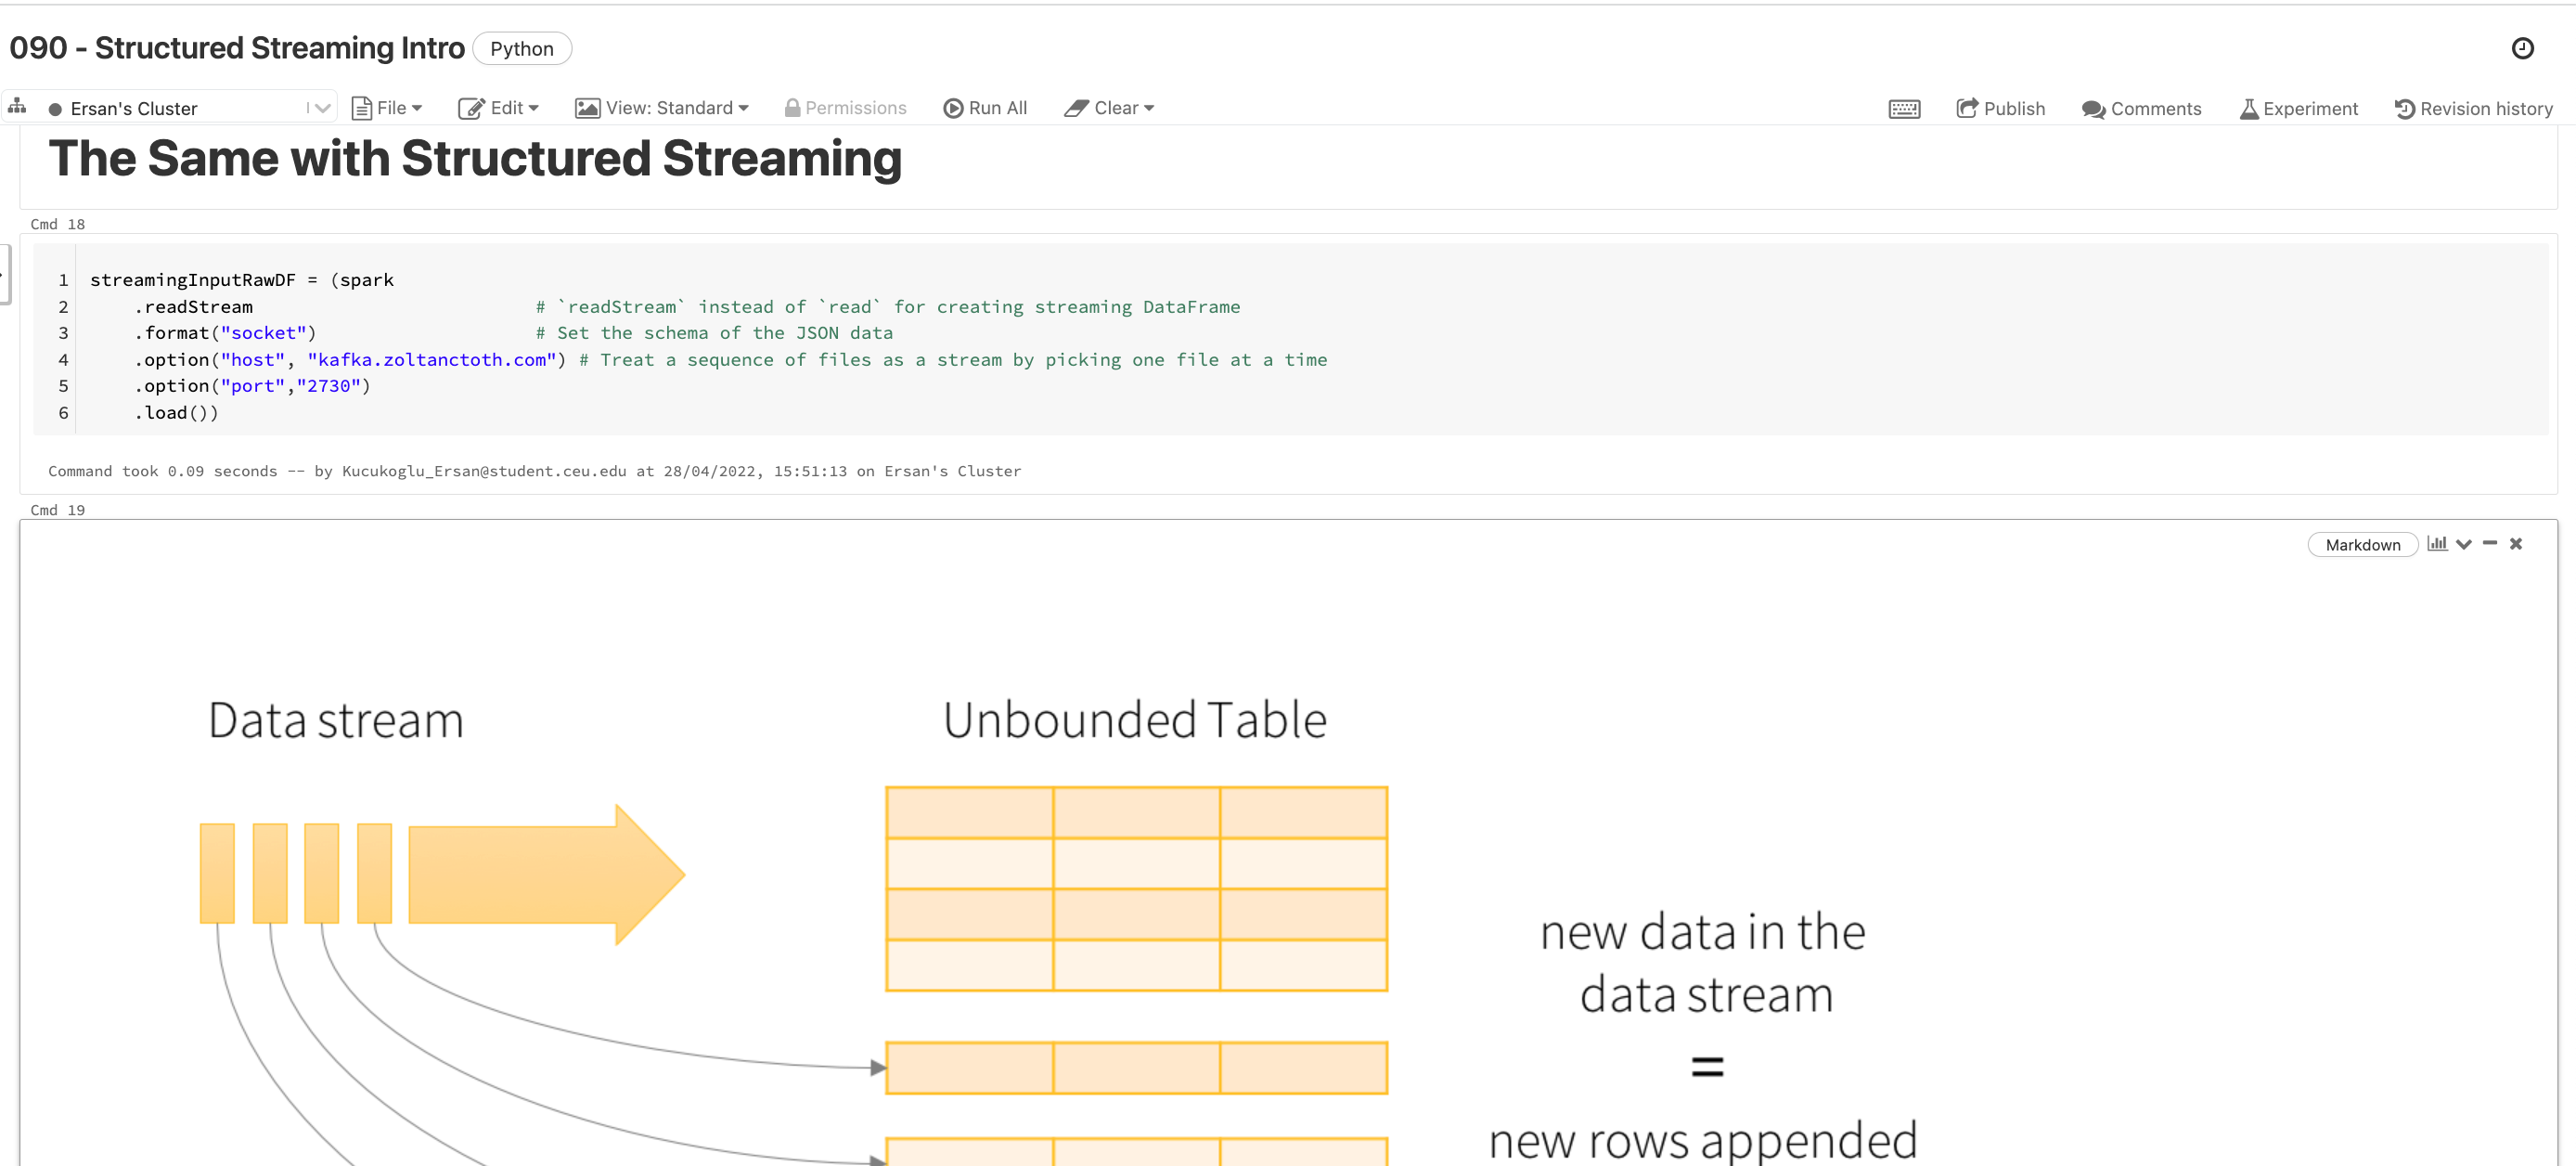 090 - Structured Streaming Intro Python
Ersan's Cluster File Edit View: Standard Permissions Run All Clear Publish Comments Experiment Revision history
The Same with Structured Streaming
Cmd 18
1 streamingInputRawDF = (spark
2     .readStream                          # `readStream` instead of `read` for creating streaming DataFrame
3     .format("socket")                    # Set the schema of the JSON data
4     .option("host", "kafka.zoltanctoth.com") # Treat a sequence of files as a stream by picking one file at a time
5     .option("port","2730")
6     .load())
Command took 0.09 seconds -- by Kucukoglu_Ersan@student.ceu.edu at 28/04/2022, 15:51:13 on Ersan's Cluster
Cmd 19
Markdown
Data stream
Unbounded Table
new data in the
data stream
=
new rows appended